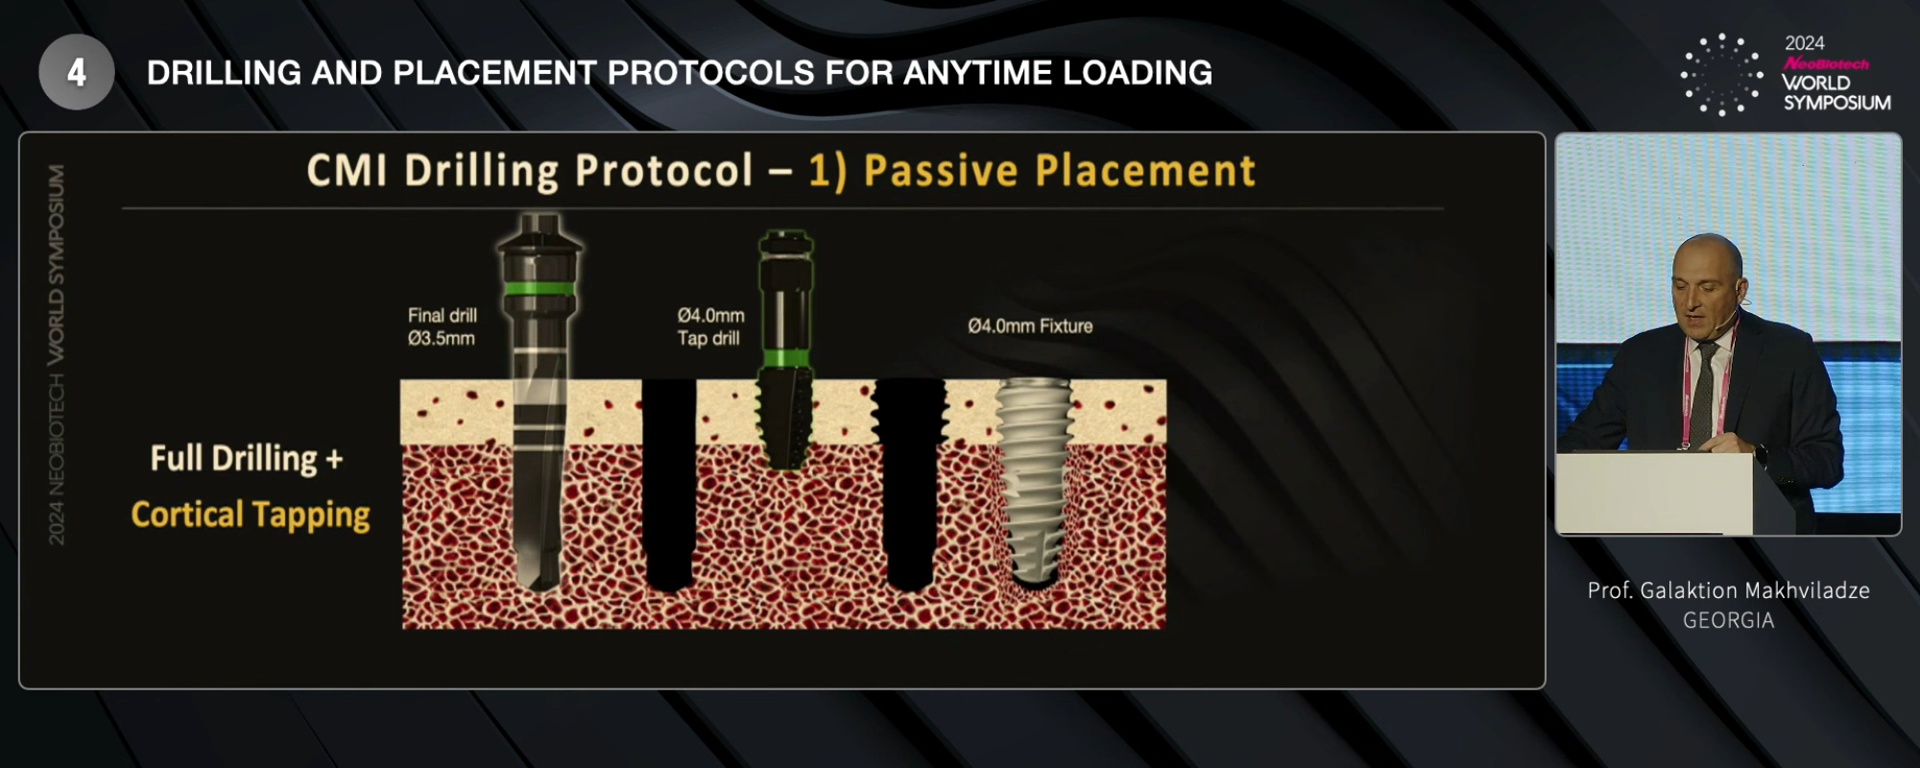 4 DRILLING AND PLACEMENT PROTOCOLS FOR ANYTIME LOADING
2024
NeoBiotech
WORLD
SYMPOSIUM
2024 NEOBIOTECH WORLD SYMPOSIUM
CMI Drilling Protocol – 1) Passive Placement
Final drill
Ø3.5mm
Ø4.0mm
Tap drill
Ø4.0mm Fixture
Full Drilling +
Cortical Tapping
Prof. Galaktion Makhviladze
GEORGIA